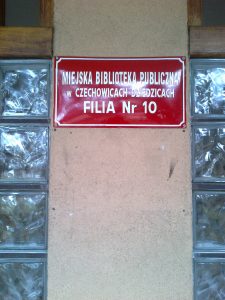 MIEJSKA BIBLIOTEKA PUBLICZNA
w CZECHOWICACH-DZIEDZICACH
FILIA Nr 10